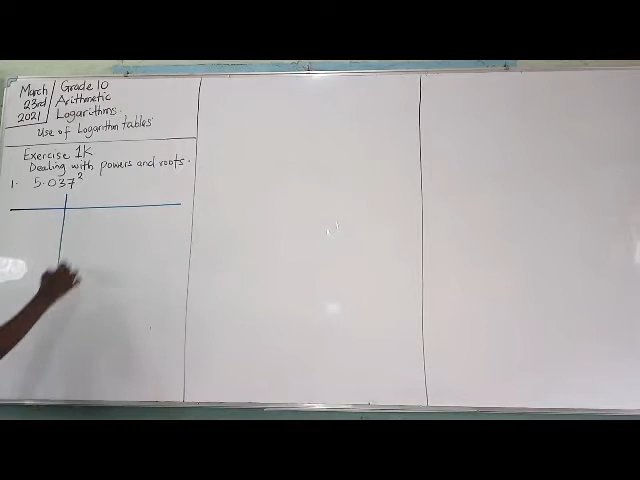 March
23rd
2021
Grade 10
Arithmetic
Logarithms.
Use of Logarithm tables
Exercise 1K
Dealing with powers and roots.
1. 5.037²